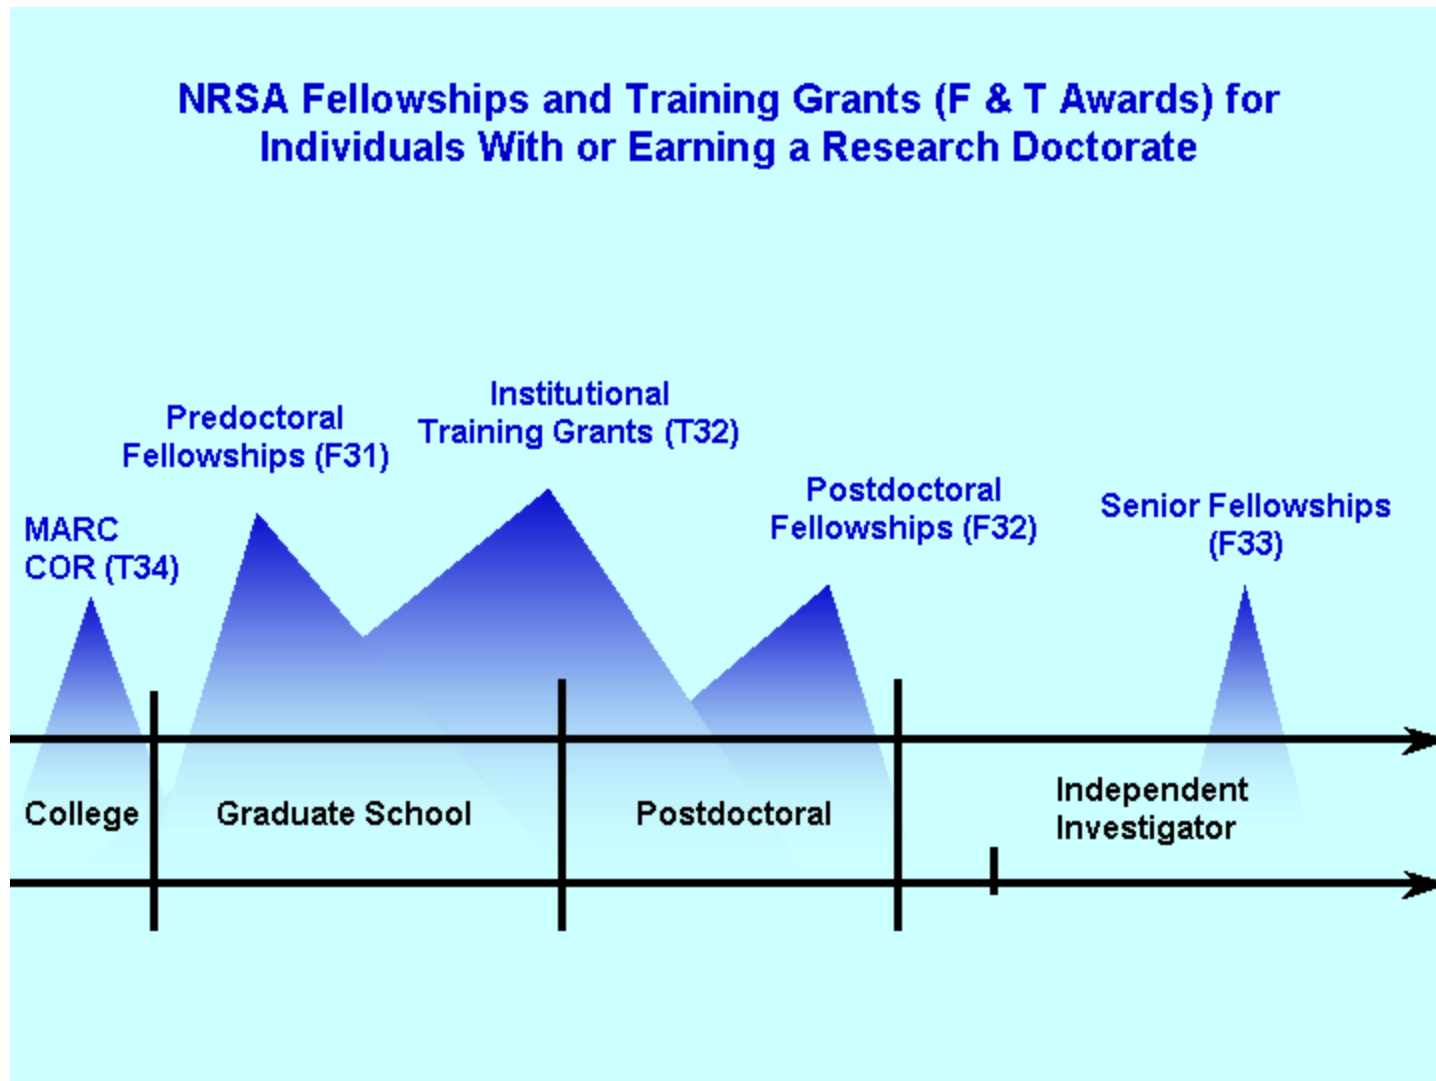 NRSA Fellowships and Training Grants (F & T Awards) for
Individuals With or Earning a Research Doctorate
Institutional
Training Grants (T32)
Predoctoral
Fellowships (F31)
Postdoctoral
Fellowships (F32)
Senior Fellowships
(F33)
MARC
COR (T34)
College
Graduate School
Postdoctoral
Independent
Investigator